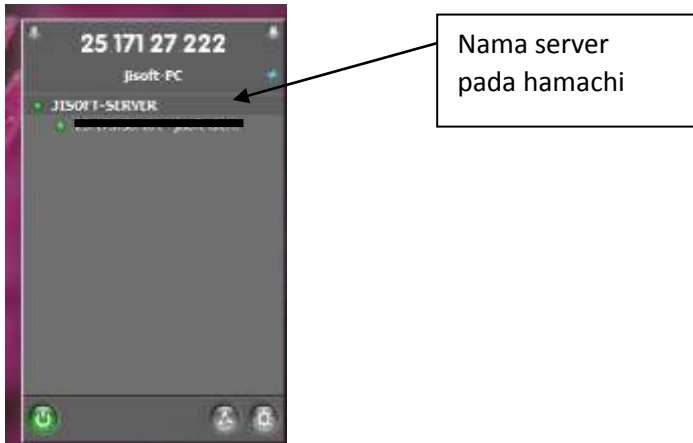 25 171 27 222
Jisoft-PC
JISOFT-SERVER
Nama server
pada hamachi